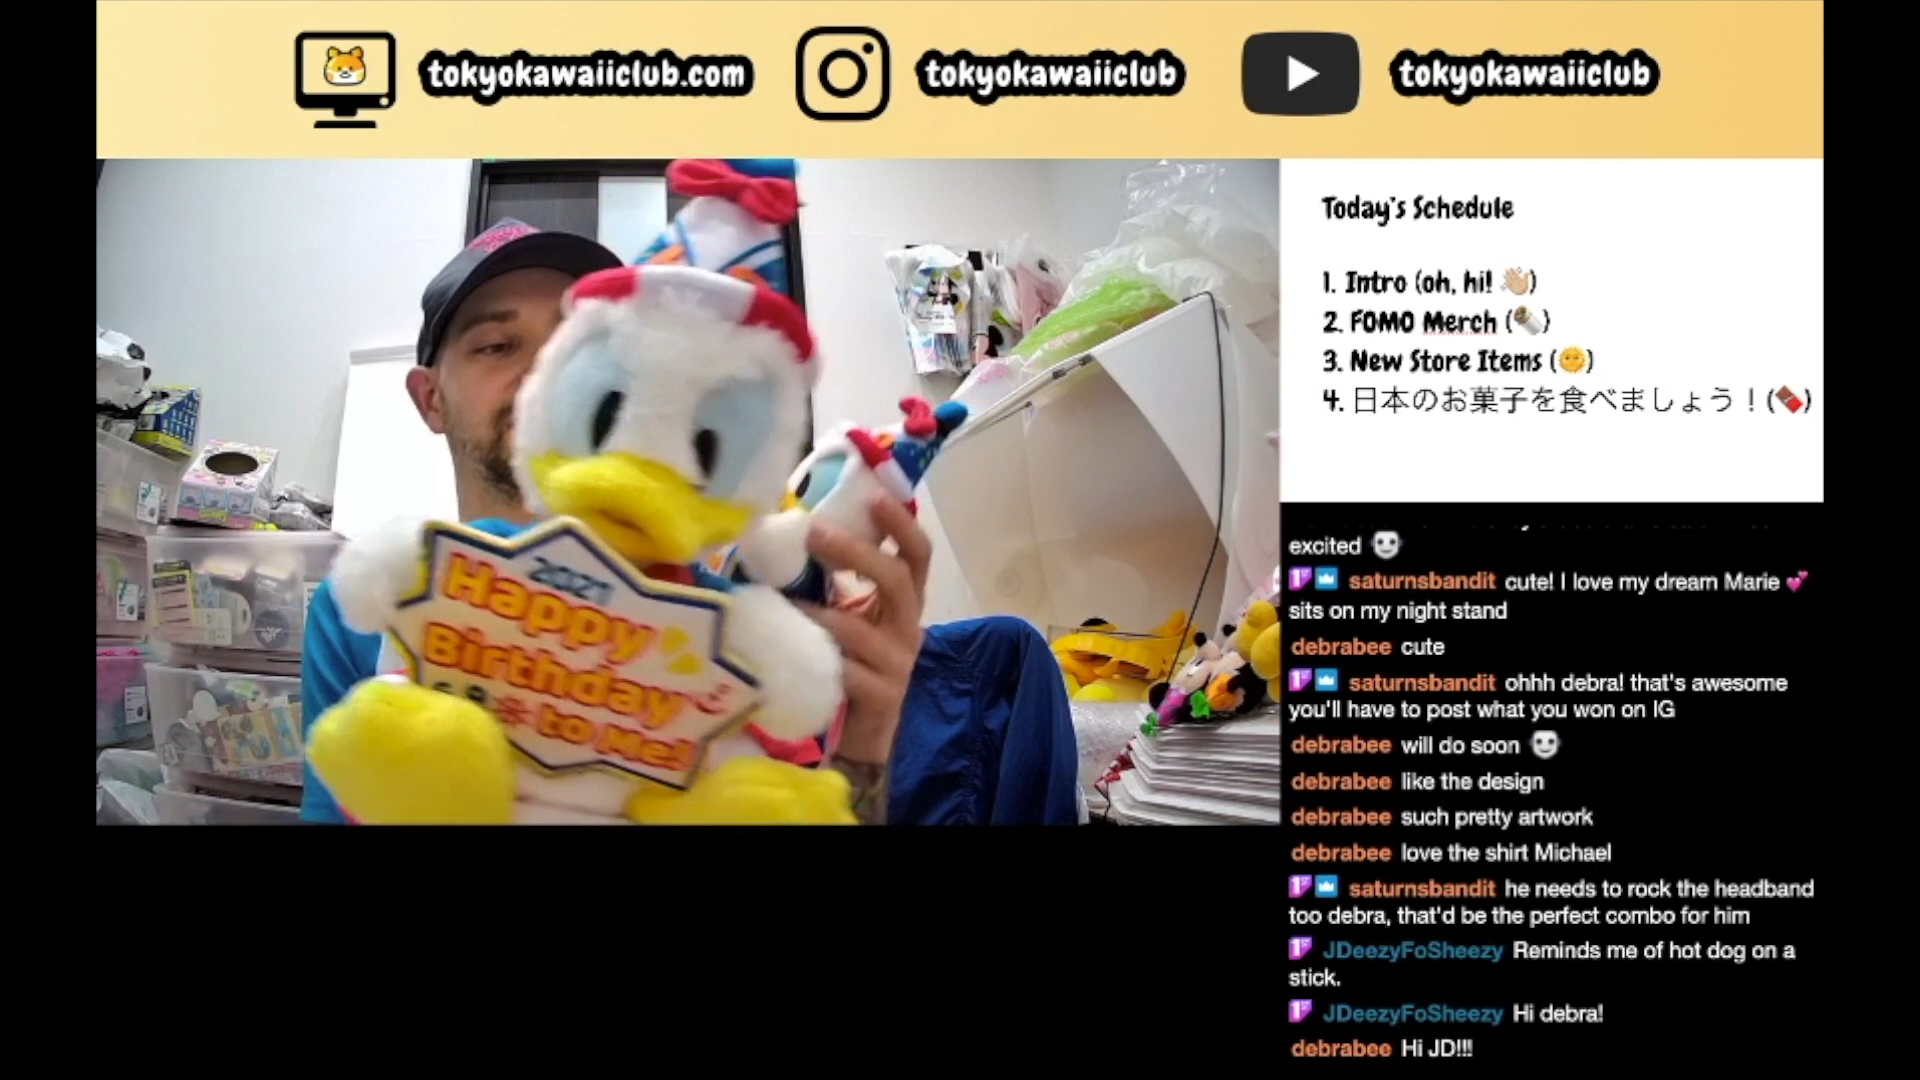 tokyokawaiiclub.com
tokyokawaiiclub
tokyokawaiiclub
2021
Happy
Birthday
6.9 to Me!
Today's Schedule
1. Intro (oh, hi! 👋🏼)
2. FOMO Merch (🌯)
3. New Store Items (🌞)
4. 日本のお菓子を食べましょう！(🍫)
excited
saturnsbandit cute! I love my dream Marie 💕
sits on my night stand
debrabee cute
saturnsbandit ohhh debra! that's awesome
you'll have to post what you won on IG
debrabee will do soon
debrabee like the design
debrabee such pretty artwork
debrabee love the shirt Michael
saturnsbandit he needs to rock the headband
too debra, that'd be the perfect combo for him
JDeezyFoSheezy Reminds me of hot dog on a
stick.
JDeezyFoSheezy Hi debra!
debrabee Hi JD!!!